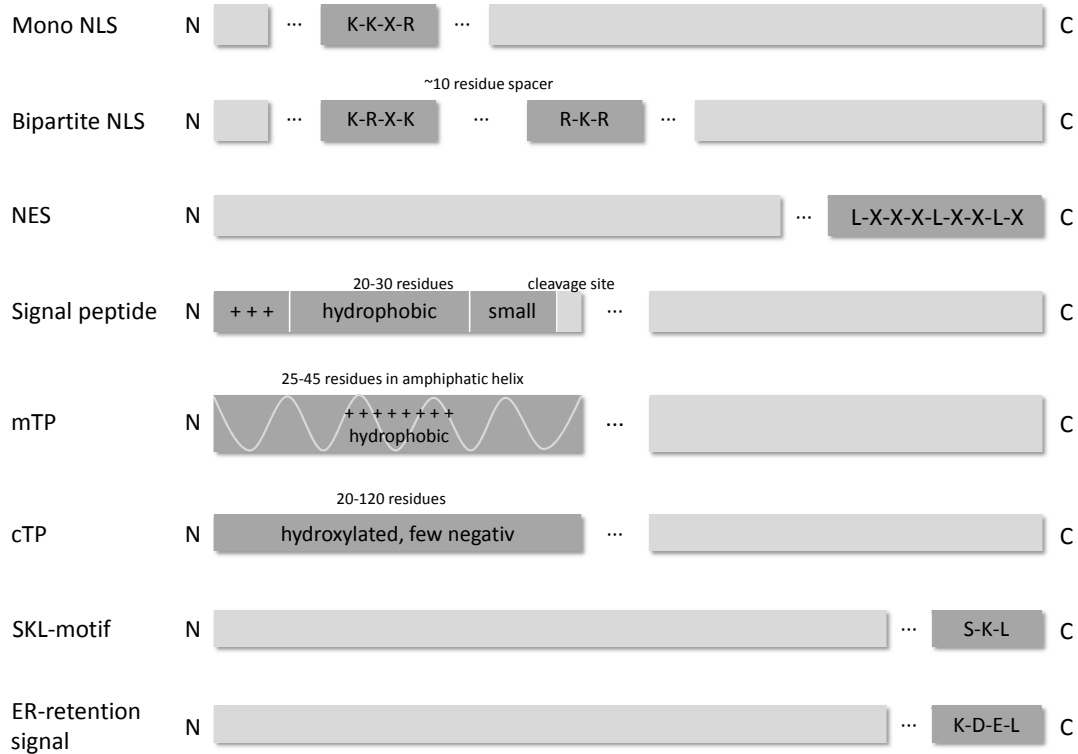 Mono NLS N ... K-K-X-R ... C
~10 residue spacer
Bipartite NLS N ... K-R-X-K ... R-K-R ... C
NES N ... L-X-X-X-L-X-X-L-X C
20-30 residues cleavage site
Signal peptide N + + + hydrophobic small ... C
25-45 residues in amphiphatic helix
mTP N + + + + + + + + ... C
hydrophobic
20-120 residues
cTP N hydroxylated, few negativ ... C
SKL-motif N ... S-K-L C
ER-retention
signal N ... K-D-E-L C